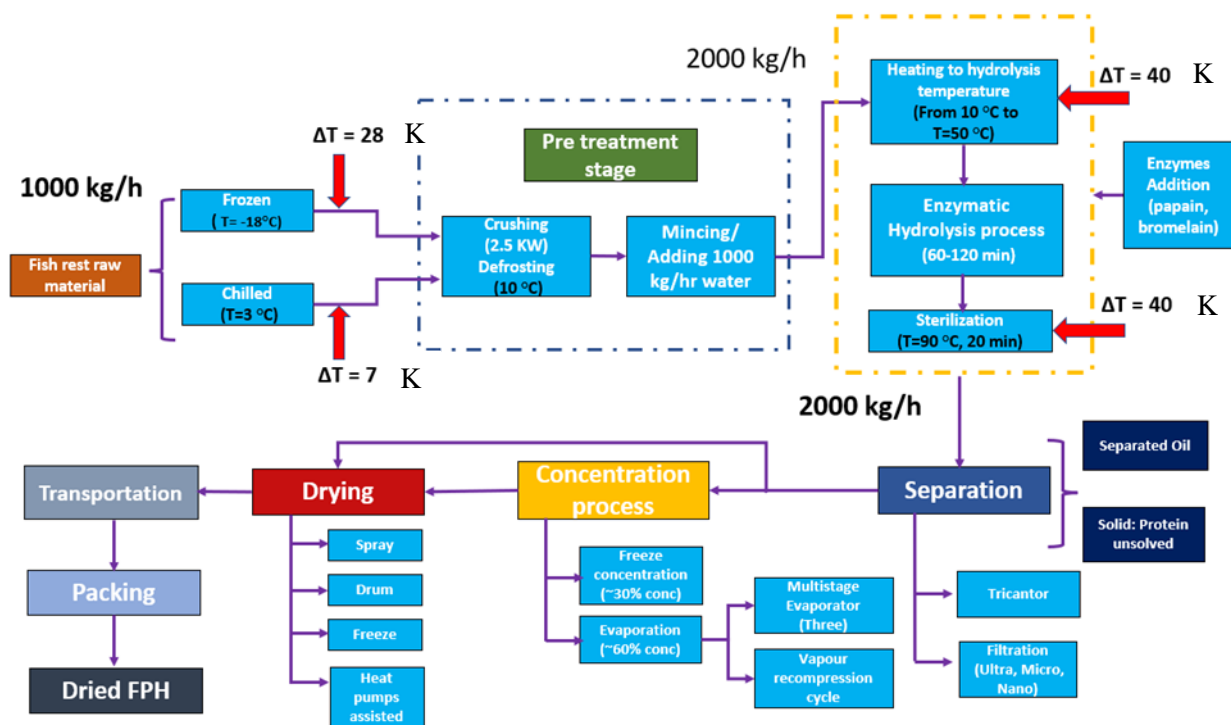 2000 kg/h
1000 kg/h
Fish rest raw
material
Frozen
( T= -18°C)
Chilled
(T=3 °C)
ΔT = 28 K
ΔT = 7 K
Pre treatment
stage
Crushing
(2.5 KW)
Defrosting
(10 °C)
Mincing/
Adding 1000
kg/hr water
Heating to hydrolysis
temperature
(From 10 °C to
T=50 °C)
ΔT = 40 K
Enzymatic
Hydrolysis process
(60-120 min)
Enzymes
Addition
(papain,
bromelain)
Sterilization
(T=90 °C, 20 min)
ΔT = 40 K
2000 kg/h
Separated Oil
Solid: Protein
unsolved
Separation
Tricantor
Filtration
(Ultra, Micro,
Nano)
Concentration
process
Freeze
concentration
(~30% conc)
Evaporation
(~60% conc)
Multistage
Evaporator
(Three)
Vapour
recompression
cycle
Drying
Spray
Drum
Freeze
Heat
pumps
assisted
Transportation
Packing
Dried FPH